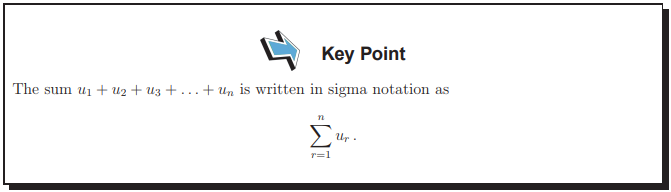 Key Point
The sum u₁ + u₂ + u₃ + . . . + uₙ is written in sigma notation as
n
∑ uᵣ .
r=1